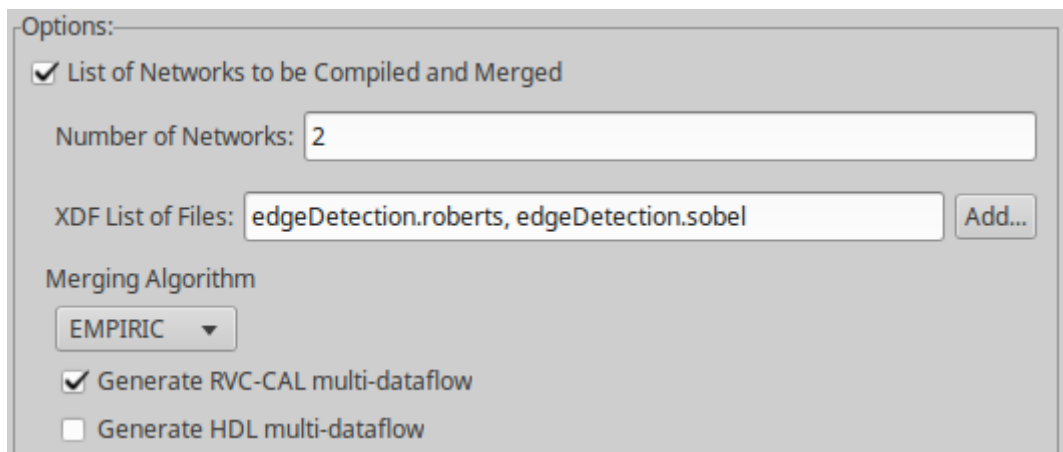 Options:
List of Networks to be Compiled and Merged
Number of Networks: 2
XDF List of Files: edgeDetection.roberts, edgeDetection.sobel Add...
Merging Algorithm
EMPIRIC
Generate RVC-CAL multi-dataflow
Generate HDL multi-dataflow